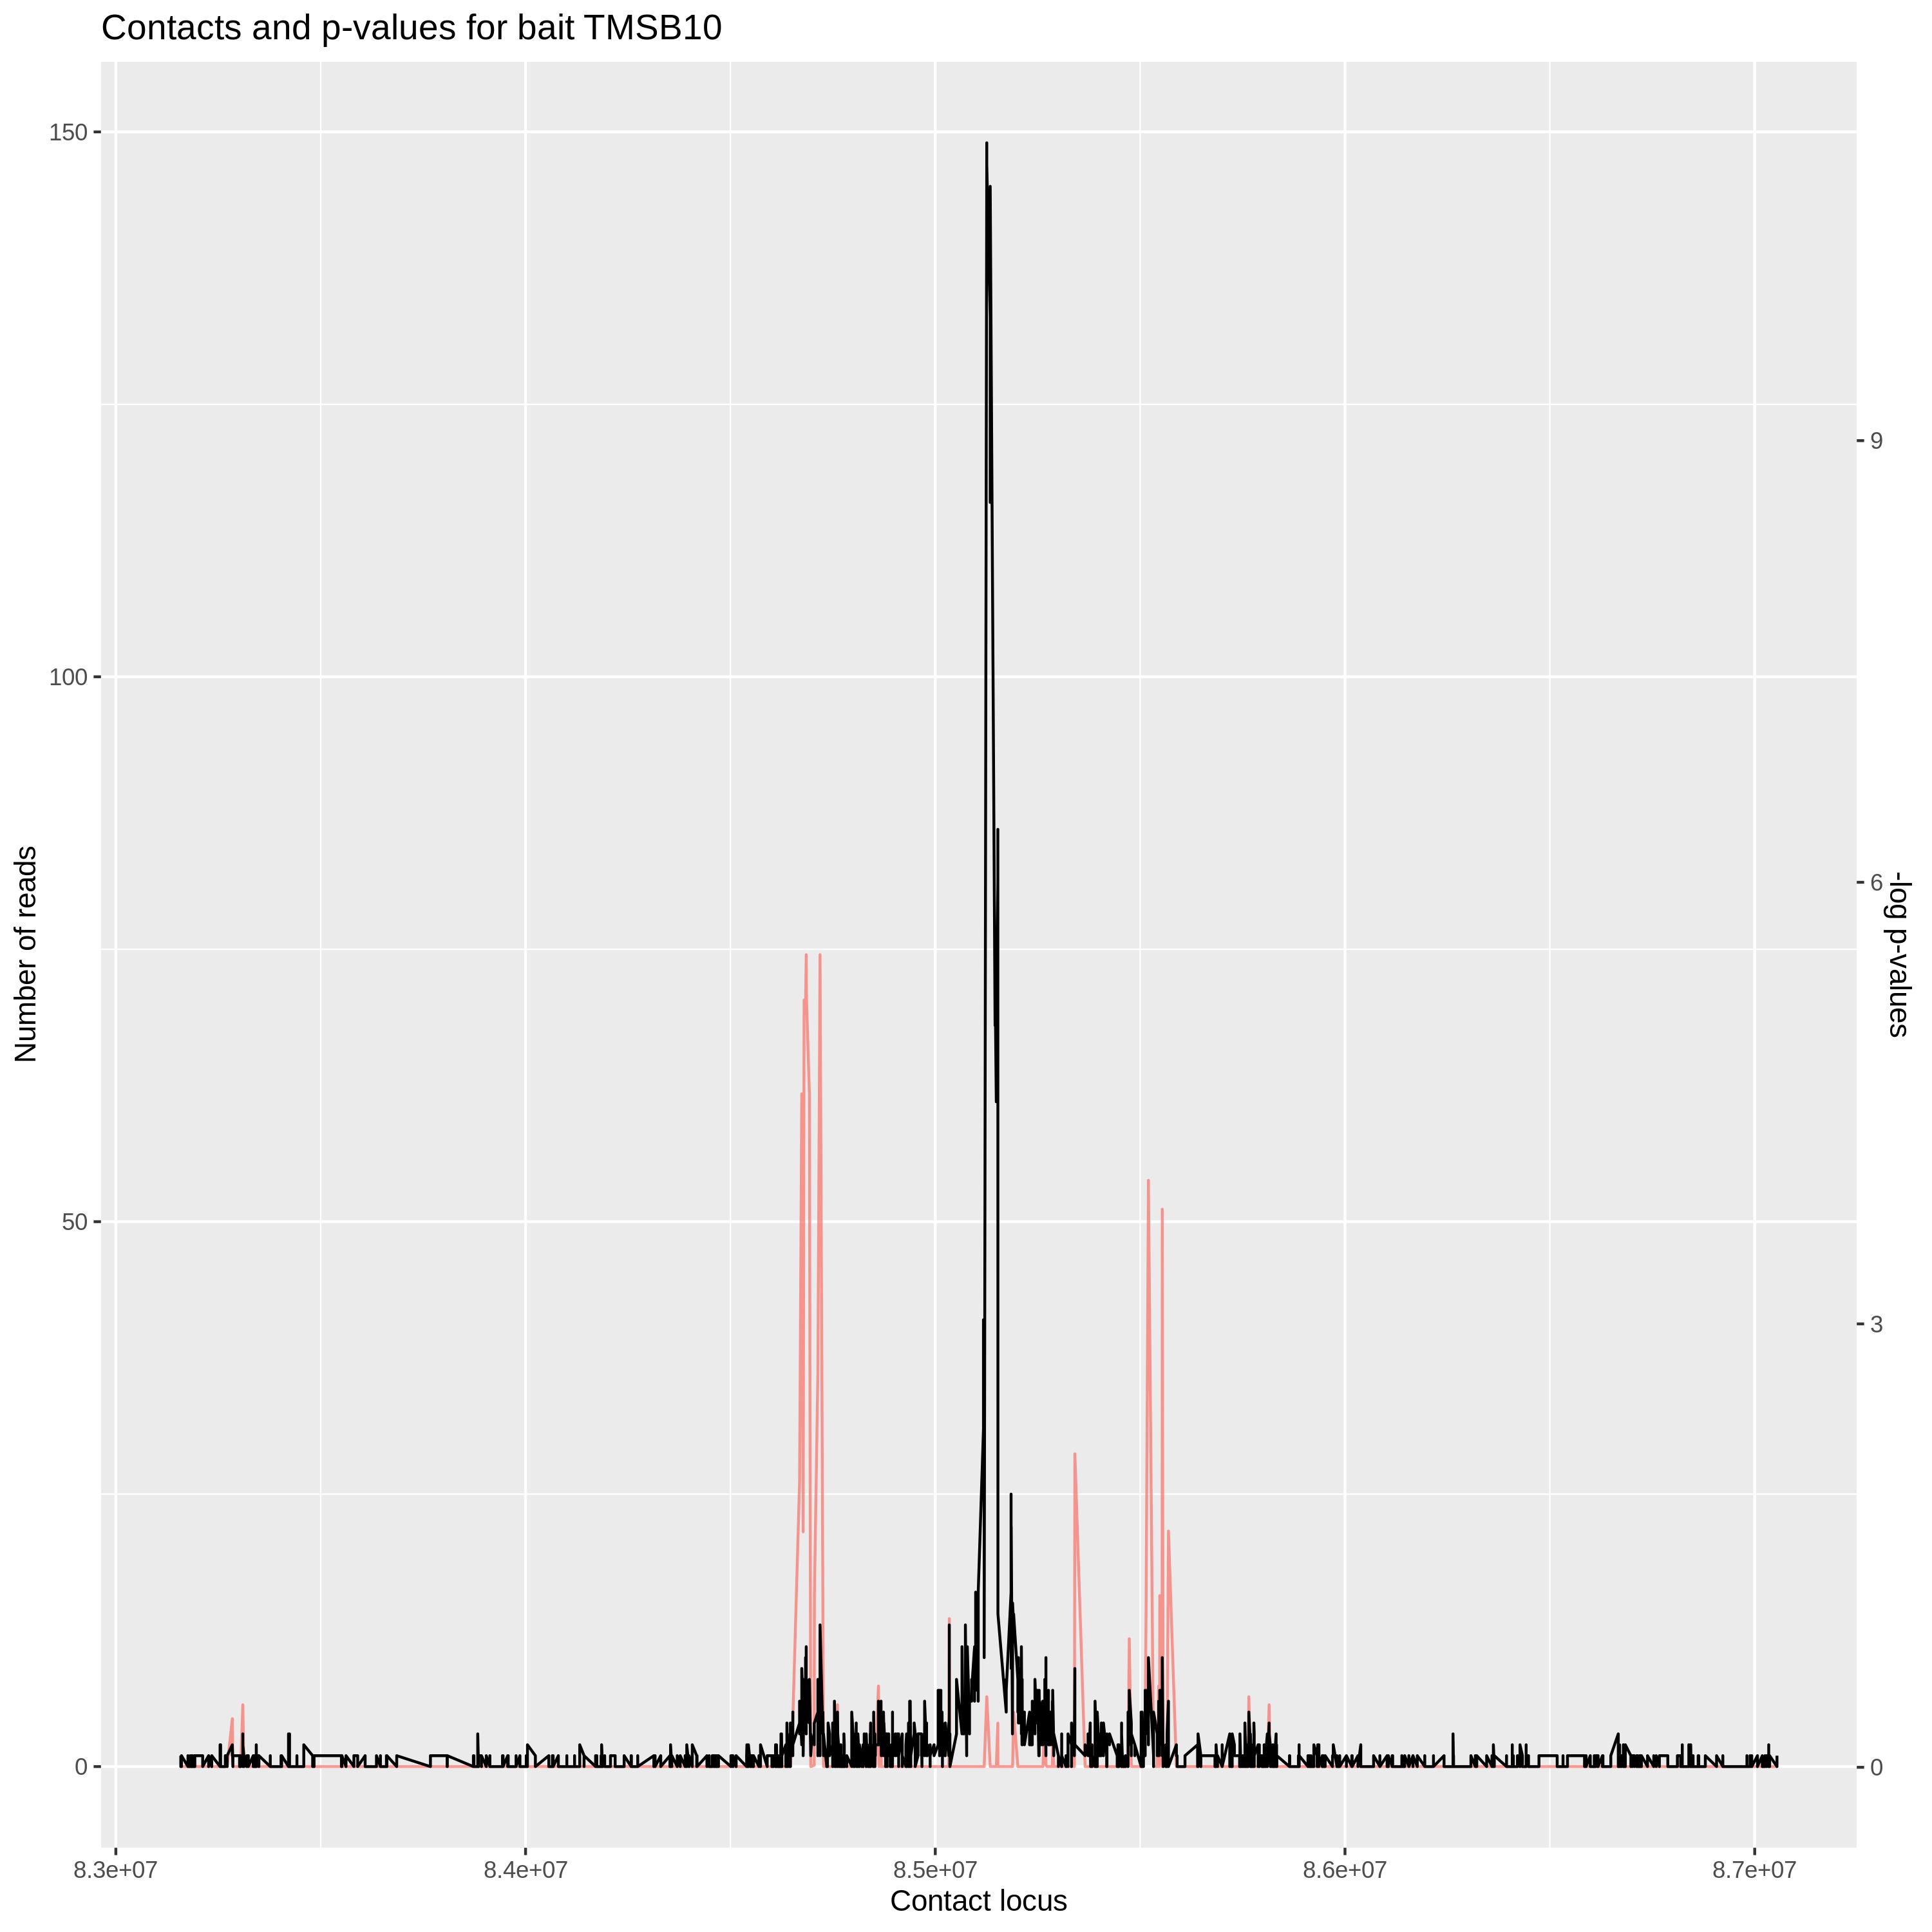 Contacts and p-values for bait TMSB10
150
100
50
0
Number of reads
9
6
3
0
-log p-values
8.3e+07 8.4e+07 8.5e+07 8.6e+07 8.7e+07
Contact locus